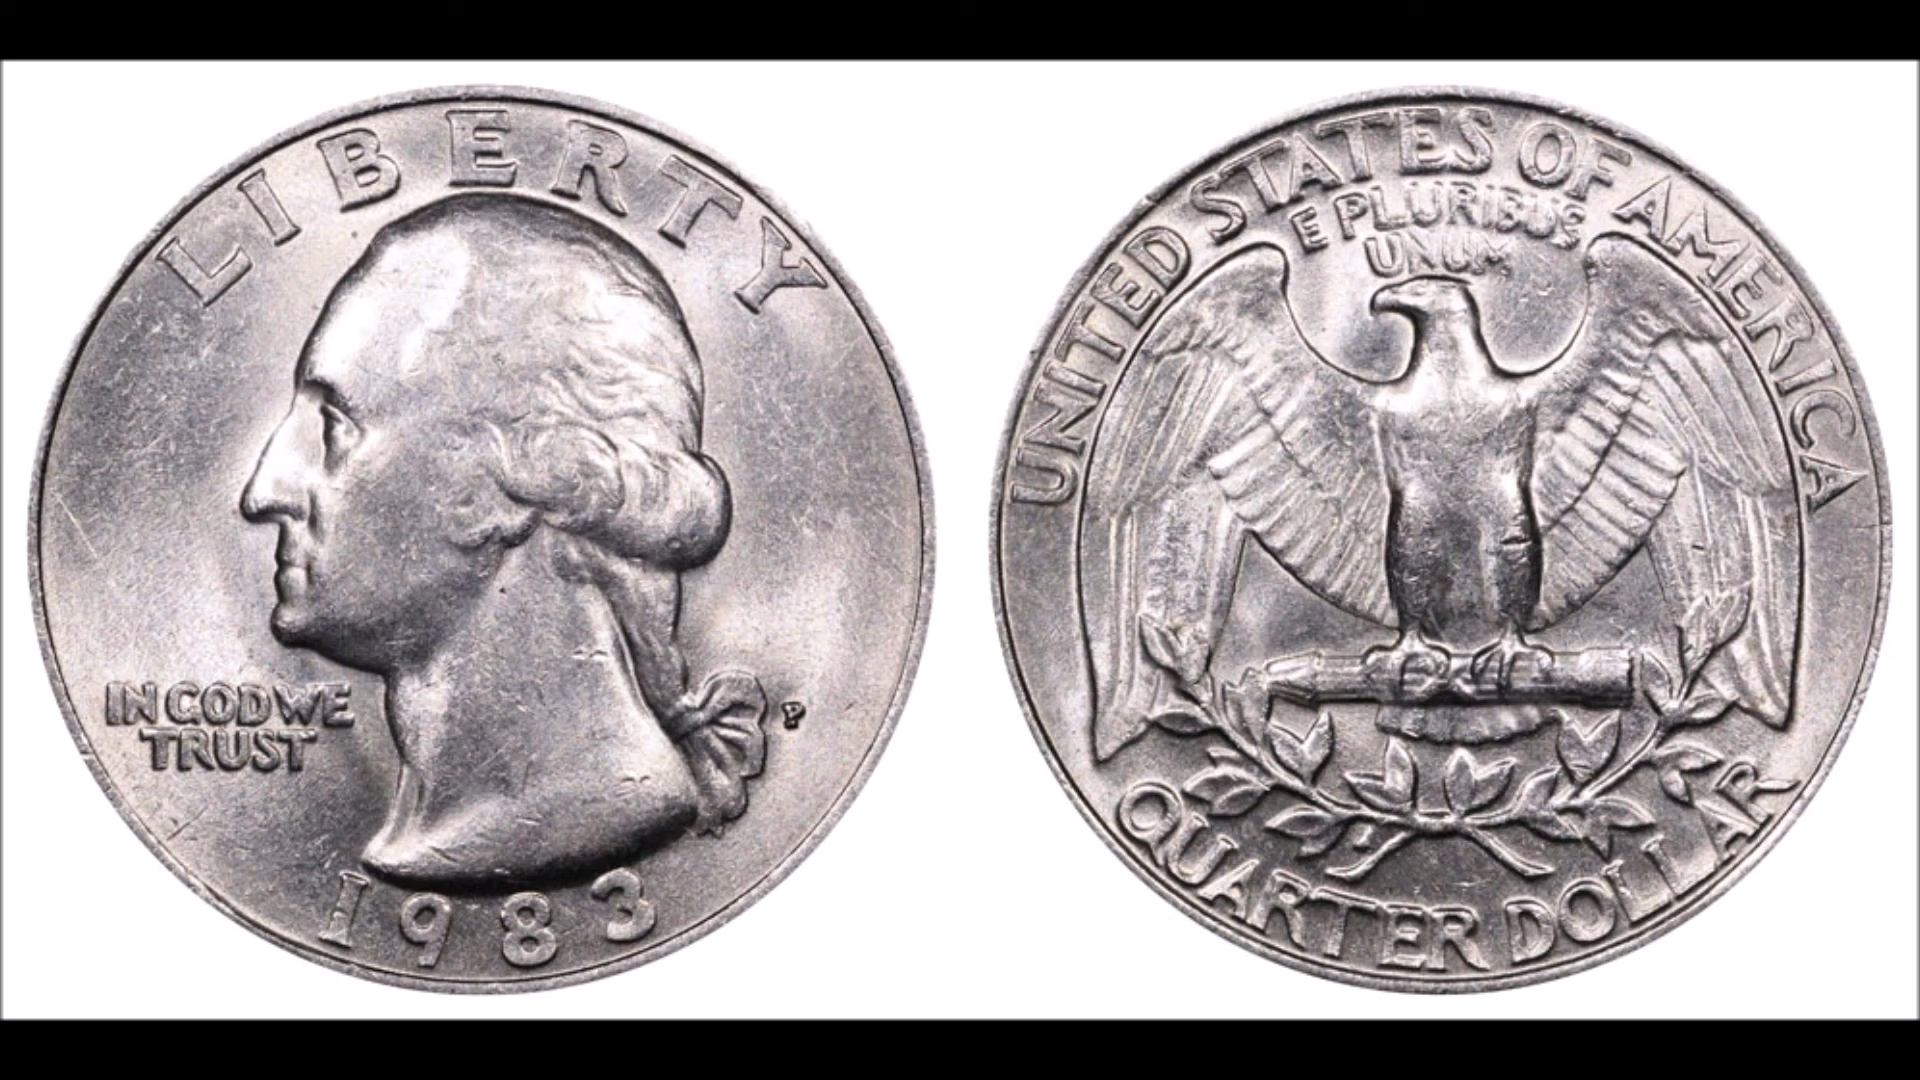 LIBERTY
IN GOD WE
TRUST
P
1983
UNITED STATES OF AMERICA
E PLURIBUS
UNUM
QUARTER DOLLAR